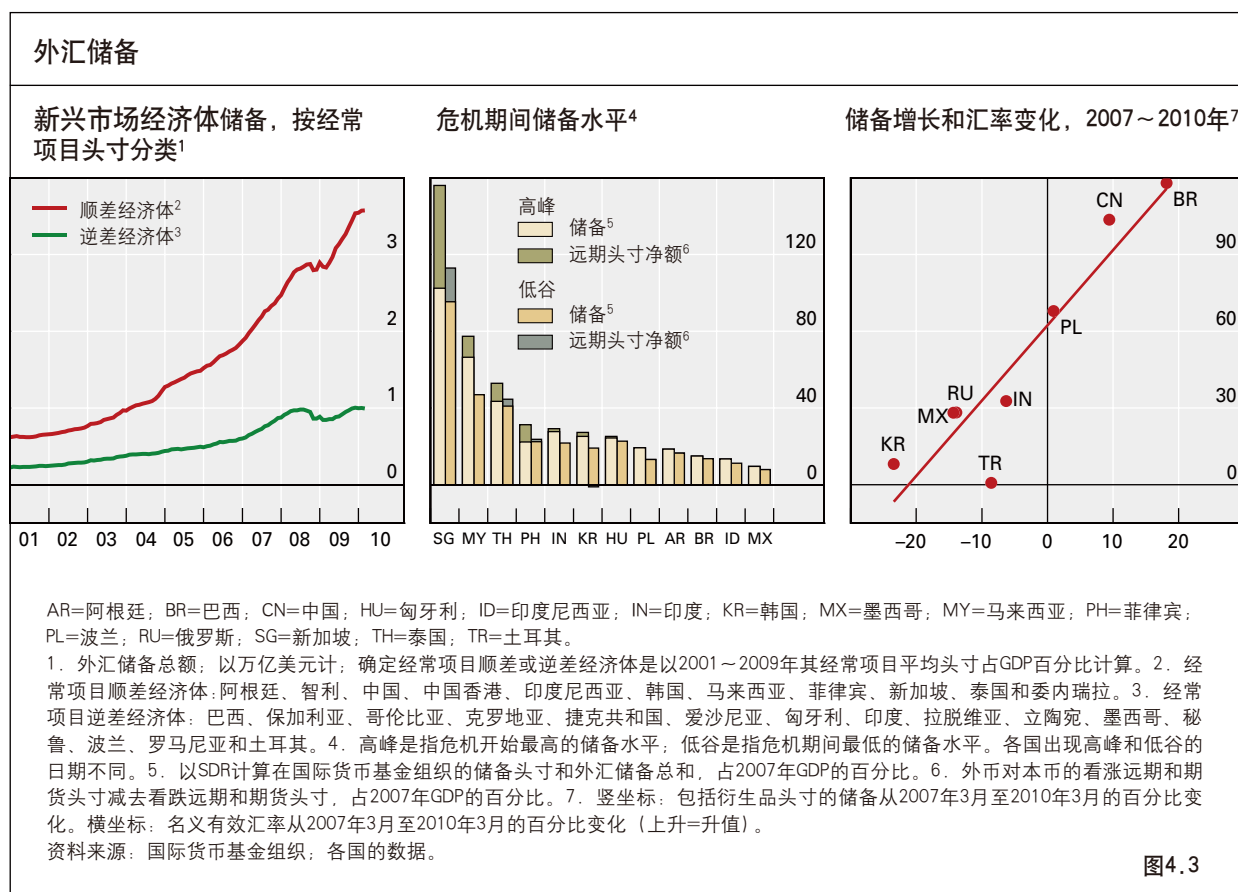 外汇储备
新兴市场经济体储备，按经常
项目头寸分类1
顺差经济体2
逆差经济体3
3
2
1
0
01 02 03 04 05 06 07 08 09 10
危机期间储备水平4
高峰
储备5
远期头寸净额6
低谷
储备5
远期头寸净额6
120
80
40
0
SG MY TH PH IN KR HU PL AR BR ID MX
储备增长和汇率变化，2007～2010年7
CN
BR
PL
RU
MX
IN
KR
TR
90
60
30
0
–20 –10 0 10 20
AR=阿根廷；BR=巴西；CN=中国；HU=匈牙利；ID=印度尼西亚；IN=印度；KR=韩国；MX=墨西哥；MY=马来西亚；PH=菲律宾；
PL=波兰；RU=俄罗斯；SG=新加坡；TH=泰国；TR=土耳其。
1．外汇储备总额；以万亿美元计；确定经常项目顺差或逆差经济体是以2001～2009年其经常项目平均头寸占GDP百分比计算。2．经
常项目顺差经济体：阿根廷、智利、中国、中国香港、印度尼西亚、韩国、马来西亚、菲律宾、新加坡、泰国和委内瑞拉。3．经常
项目逆差经济体：巴西、保加利亚、哥伦比亚、克罗地亚、捷克共和国、爱沙尼亚、匈牙利、印度、拉脱维亚、立陶宛、墨西哥、秘
鲁、波兰、罗马尼亚和土耳其。4．高峰是指危机开始最高的储备水平；低谷是指危机期间最低的储备水平。各国出现高峰和低谷的
日期不同。5．以SDR计算在国际货币基金组织的储备头寸和外汇储备总和，占2007年GDP的百分比。6．外币对本币的看涨远期和期
货头寸减去看跌远期和期货头寸，占2007年GDP的百分比。7．竖坐标：包括衍生品头寸的储备从2007年3月至2010年3月的百分比变
化。横坐标：名义有效汇率从2007年3月至2010年3月的百分比变化（上升=升值）。
资料来源：国际货币基金组织；各国的数据。
图4.3